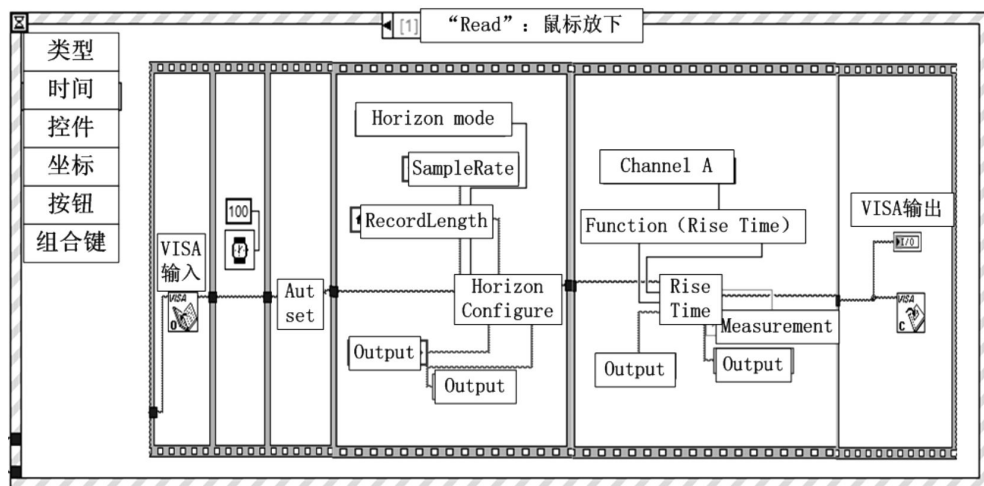 [1] “Read”：鼠标放下
类型
时间
控件
坐标
按钮
组合键
VISA
输入
VISA
O
100
Aut
set
Horizon mode
SampleRate
RecordLength
Horizon
Configure
Output
Output
Channel A
Function（Rise Time）
Rise
Time
Measurement
Output
Output
VISA输出
I/O
VISA
C